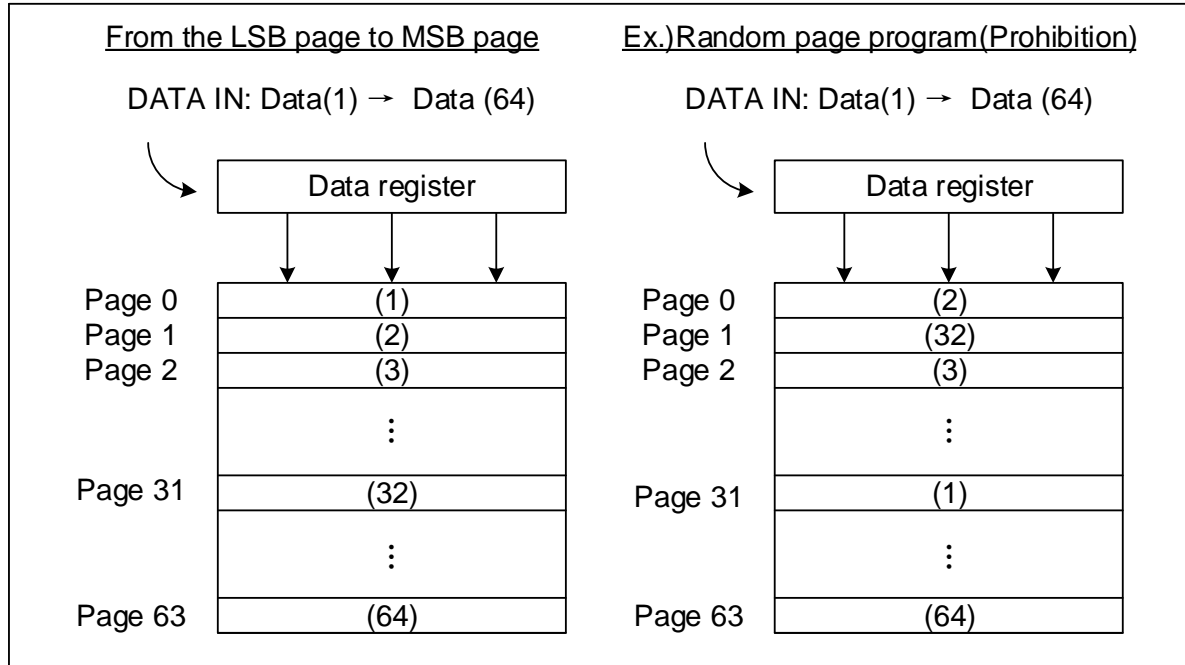 From the LSB page to MSB page
DATA IN: Data(1) → Data (64)
Data register
Page 0 (1)
Page 1 (2)
Page 2 (3)
⋮
Page 31 (32)
⋮
Page 63 (64)
Ex.)Random page program(Prohibition)
DATA IN: Data(1) → Data (64)
Data register
Page 0 (2)
Page 1 (32)
Page 2 (3)
⋮
Page 31 (1)
⋮
Page 63 (64)